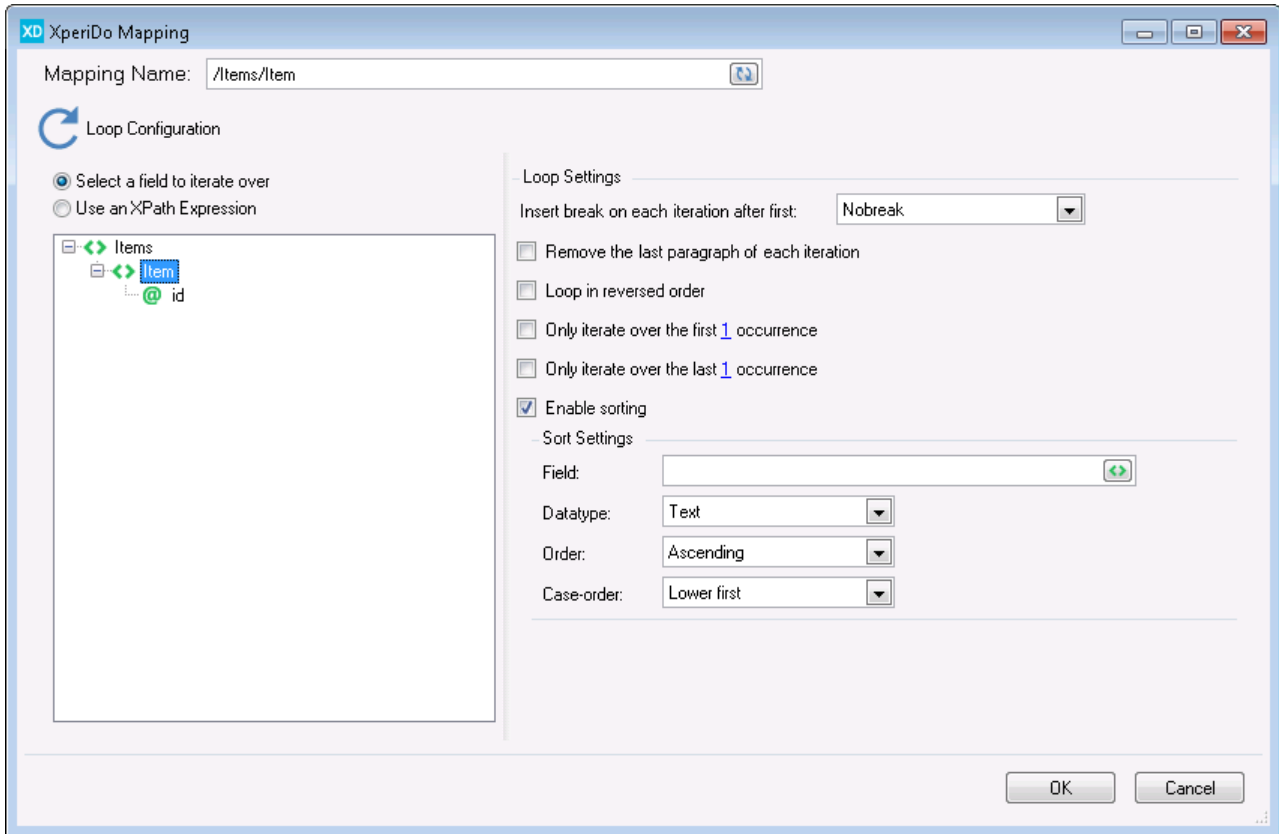 XD XperiDo Mapping
Mapping Name: /Items/Item
Loop Configuration
Select a field to iterate over
Use an XPath Expression
Items
Item
@ id
Loop Settings
Insert break on each iteration after first: Nobreak
Remove the last paragraph of each iteration
Loop in reversed order
Only iterate over the first 1 occurrence
Only iterate over the last 1 occurrence
Enable sorting
Sort Settings
Field:
Datatype: Text
Order: Ascending
Case-order: Lower first
OK Cancel